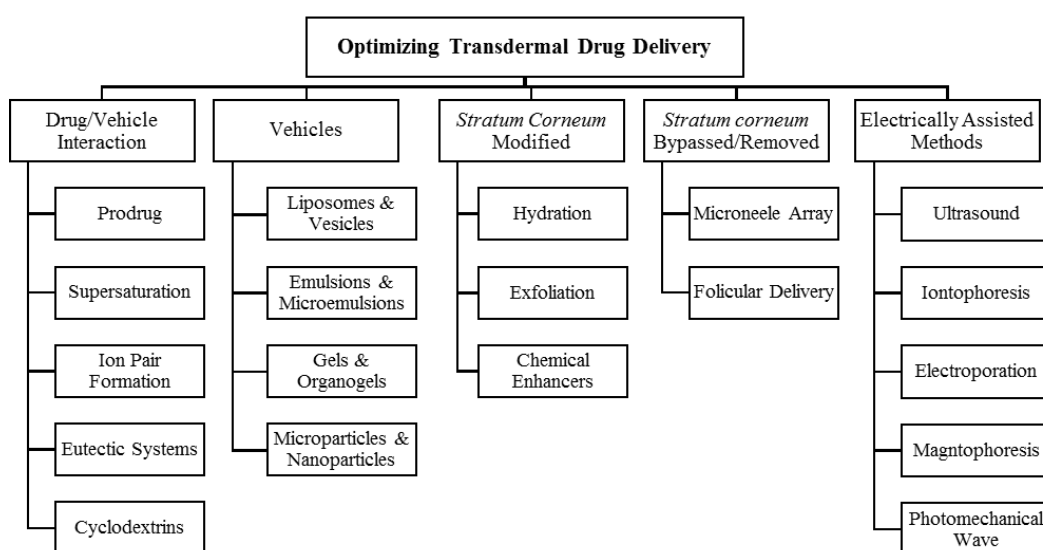 Optimizing Transdermal Drug Delivery
Drug/Vehicle
Interaction
Prodrug
Supersaturation
Ion Pair
Formation
Eutectic Systems
Cyclodextrins
Vehicles
Liposomes &
Vesicles
Emulsions &
Microemulsions
Gels &
Organogels
Microparticles &
Nanoparticles
Stratum Corneum
Modified
Hydration
Exfoliation
Chemical
Enhancers
Stratum corneum
Bypassed/Removed
Microneele Array
Folicular Delivery
Electrically Assisted
Methods
Ultrasound
Iontophoresis
Electroporation
Magntophoresis
Photomechanical
Wave